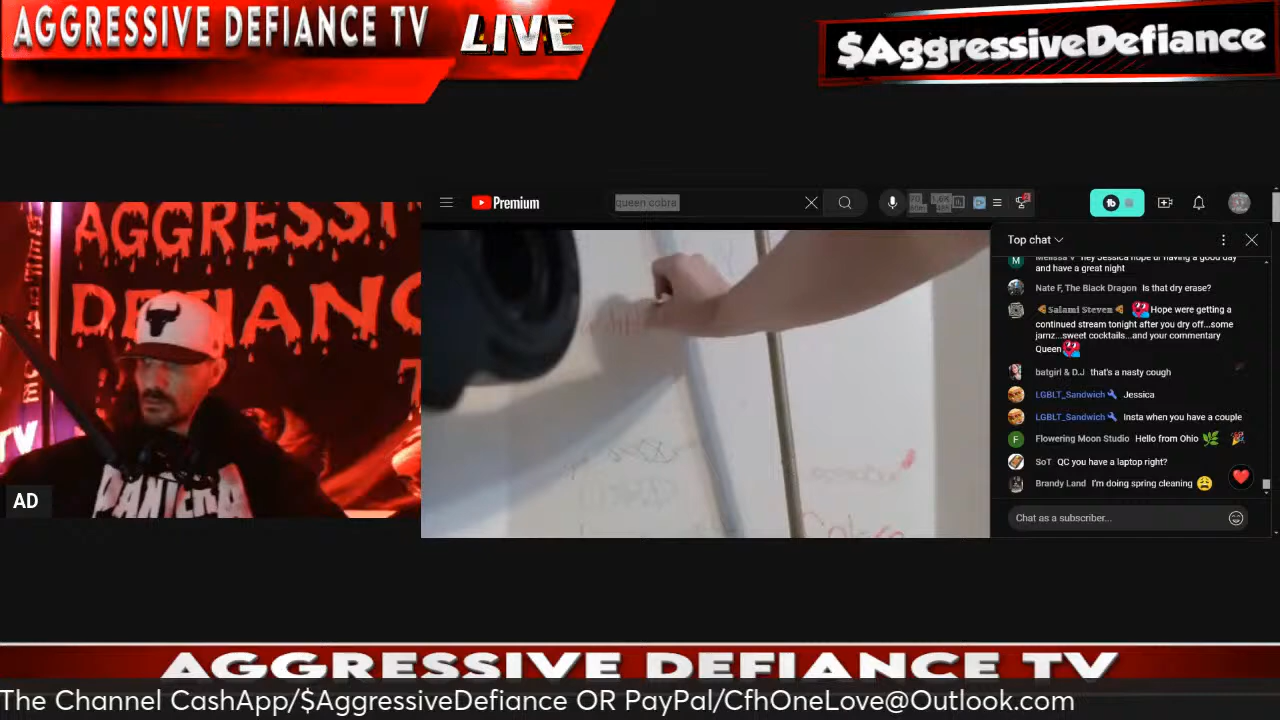 AGGRESSIVE DEFIANCE TV
LIVE
$AggressiveDefiance
Premium
queen cobra
AGGRESSI
DEFIANC
TV
AD
PANTERA
Top chat
Melissa V hey Jessica hope ur having a good day
and have a great night
Nate F, The Black Dragon Is that dry erase?
Salami Steven Hope were getting a
continued stream tonight after you dry off...some
jamz...sweet cocktails...and your commentary
Queen
batgirl & D.J that's a nasty cough
LGBLT_Sandwich Jessica
LGBLT_Sandwich Insta when you have a couple
Flowering Moon Studio Hello from Ohio
SoT QC you have a laptop right?
Brandy Land I'm doing spring cleaning
Chat as a subscriber...
AGGRESSIVE DEFIANCE TV
The Channel CashApp/$AggressiveDefiance OR PayPal/CfhOneLove@Outlook.com